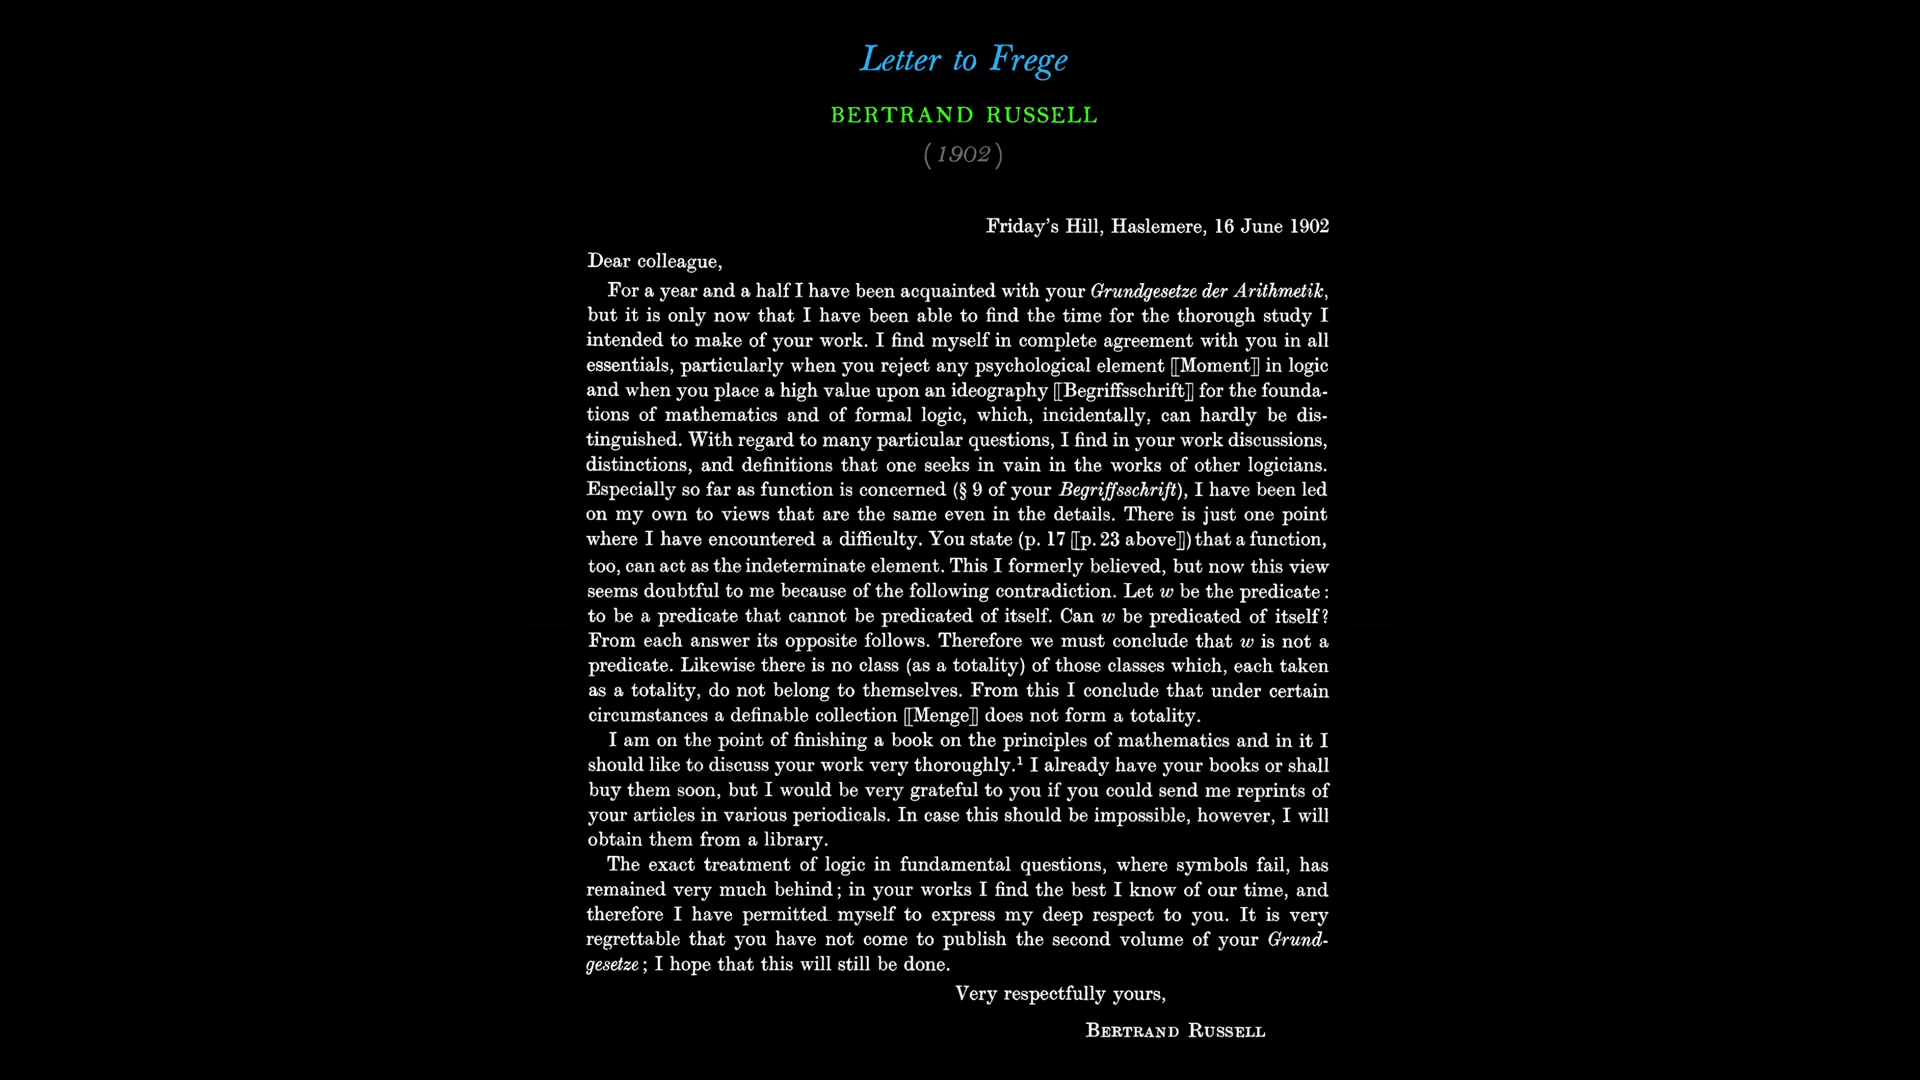 Letter to Frege
BERTRAND RUSSELL
(1902)
Friday's Hill, Haslemere, 16 June 1902
Dear colleague,
For a year and a half I have been acquainted with your Grundgesetze der Arithmetik,
but it is only now that I have been able to find the time for the thorough study I
intended to make of your work. I find myself in complete agreement with you in all
essentials, particularly when you reject any psychological element ⟦Moment⟧ in logic
and when you place a high value upon an ideography ⟦Begriffsschrift⟧ for the founda-
tions of mathematics and of formal logic, which, incidentally, can hardly be dis-
tinguished. With regard to many particular questions, I find in your work discussions,
distinctions, and definitions that one seeks in vain in the works of other logicians.
Especially so far as function is concerned (§ 9 of your Begriffsschrift), I have been led
on my own to views that are the same even in the details. There is just one point
where I have encountered a difficulty. You state (p. 17 ⟦p. 23 above⟧) that a function,
too, can act as the indeterminate element. This I formerly believed, but now this view
seems doubtful to me because of the following contradiction. Let w be the predicate:
to be a predicate that cannot be predicated of itself. Can w be predicated of itself?
From each answer its opposite follows. Therefore we must conclude that w is not a
predicate. Likewise there is no class (as a totality) of those classes which, each taken
as a totality, do not belong to themselves. From this I conclude that under certain
circumstances a definable collection ⟦Menge⟧ does not form a totality.
I am on the point of finishing a book on the principles of mathematics and in it I
should like to discuss your work very thoroughly.¹ I already have your books or shall
buy them soon, but I would be very grateful to you if you could send me reprints of
your articles in various periodicals. In case this should be impossible, however, I will
obtain them from a library.
The exact treatment of logic in fundamental questions, where symbols fail, has
remained very much behind; in your works I find the best I know of our time, and
therefore I have permitted myself to express my deep respect to you. It is very
regrettable that you have not come to publish the second volume of your Grund-
gesetze; I hope that this will still be done.
Very respectfully yours,
BERTRAND RUSSELL